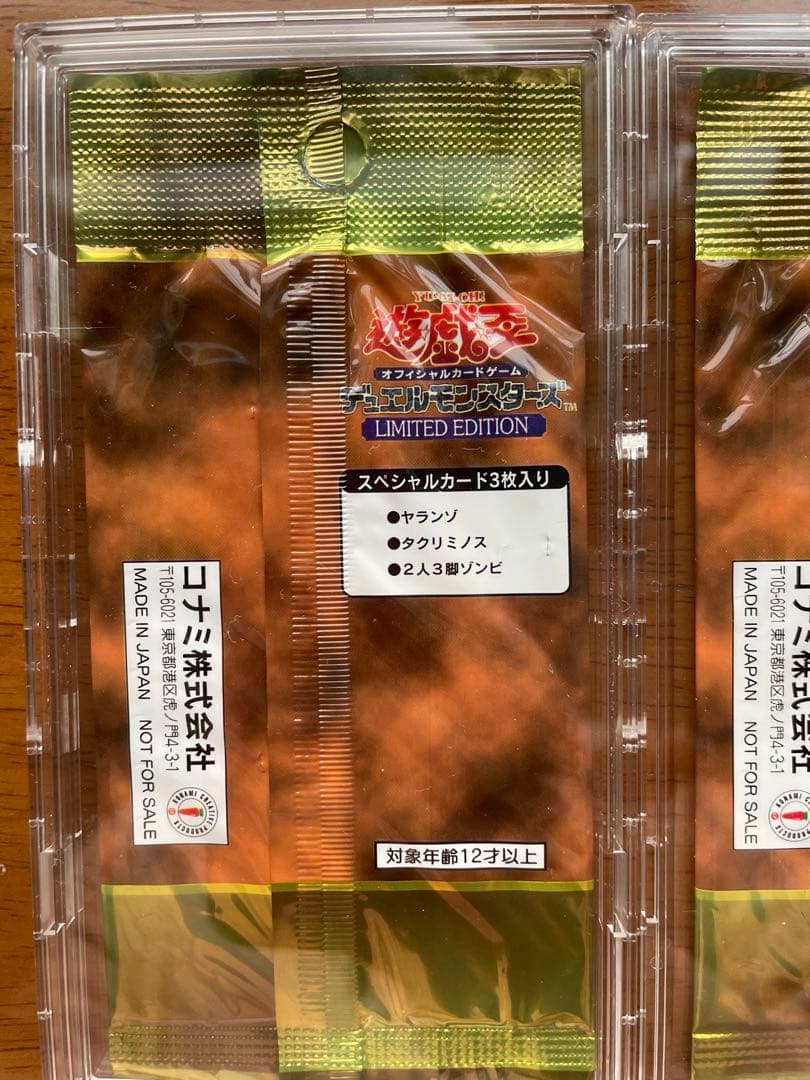 YU-GI-OH!
遊戯王
オフィシャルカードゲーム
デュエルモンスターズ™
LIMITED EDITION
スペシャルカード3枚入り
●ヤランゾ
●タクリミノス
●2人3脚ゾンビ
コナミ株式会社
〒105-6021 東京都港区虎ノ門4-3-1
MADE IN JAPAN NOT FOR SALE
KONAMI CREATIVE PRODUCTS
対象年齢12才以上
コナミ株式会社
〒105-6021 東京都港区虎ノ門4-3-1
MADE IN JAPAN NOT FOR SALE